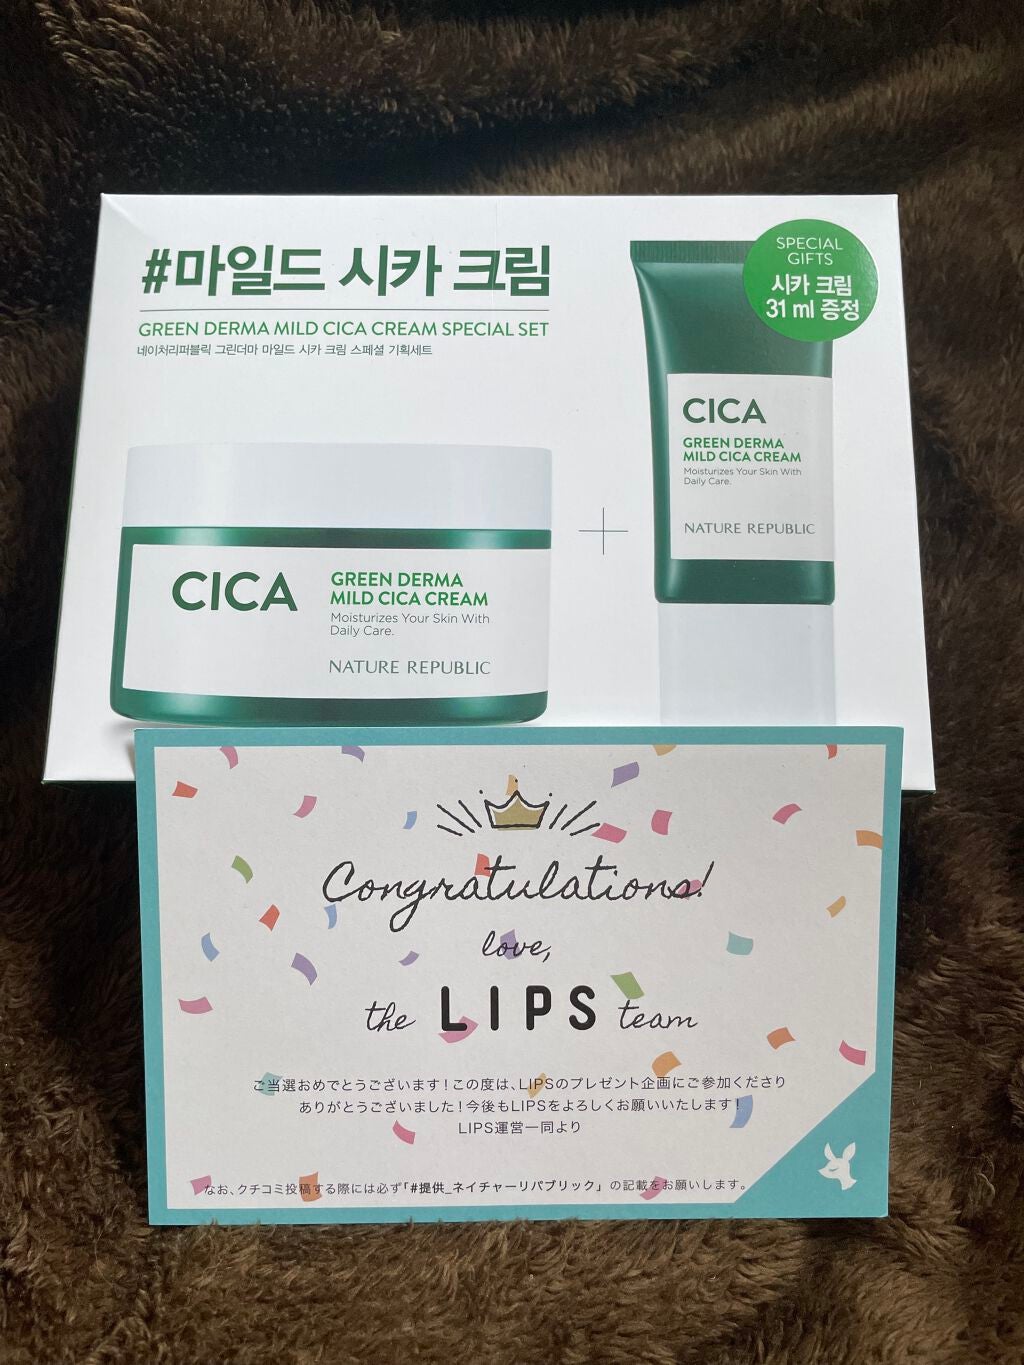 #마일드 시카 크림
GREEN DERMA MILD CICA CREAM SPECIAL SET
네이처리퍼블릭 그린더마 마일드 시카 크림 스페셜 기획세트
SPECIAL
GIFTS
시카 크림
31 ml 증정
CICA
GREEN DERMA
MILD CICA CREAM
Moisturizes Your Skin With
Daily Care.
NATURE REPUBLIC
CICA
GREEN DERMA
MILD CICA CREAM
Moisturizes Your Skin With
Daily Care.
NATURE REPUBLIC
Congratulations!
love,
the LIPS team
ご当選おめでとうございます!この度は、LIPSのプレゼント企画にご参加くださり
ありがとうございました!今後もLIPSをよろしくお願いいたします!
LIPS運営一同より
なお、クチコミ投稿する際には必ず「#提供_ネイチャーリパブリック」の記載をお願いします。